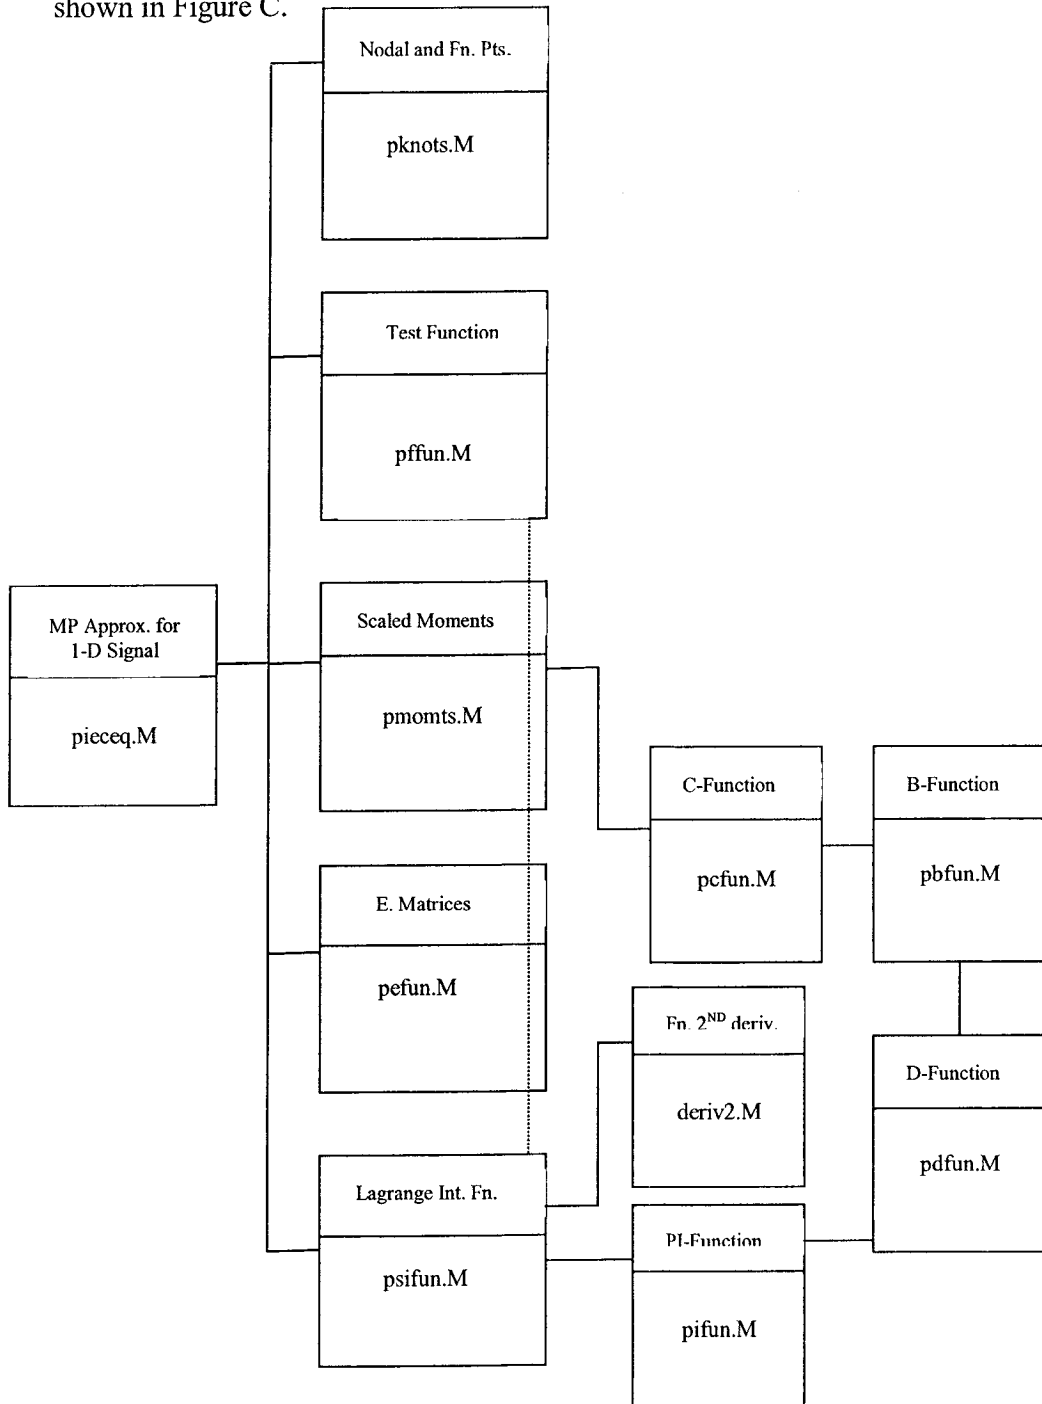 shown in Figure C.
Nodal and Fn. Pts.
pknots.M
Test Function
pffun.M
MP Approx. for
1-D Signal
pieceq.M
Scaled Moments
pmomts.M
C-Function
pcfun.M
B-Function
pbfun.M
E. Matrices
pefun.M
Fn. 2ND deriv.
deriv2.M
D-Function
pdfun.M
Lagrange Int. Fn.
psifun.M
PI-Function
pifun.M